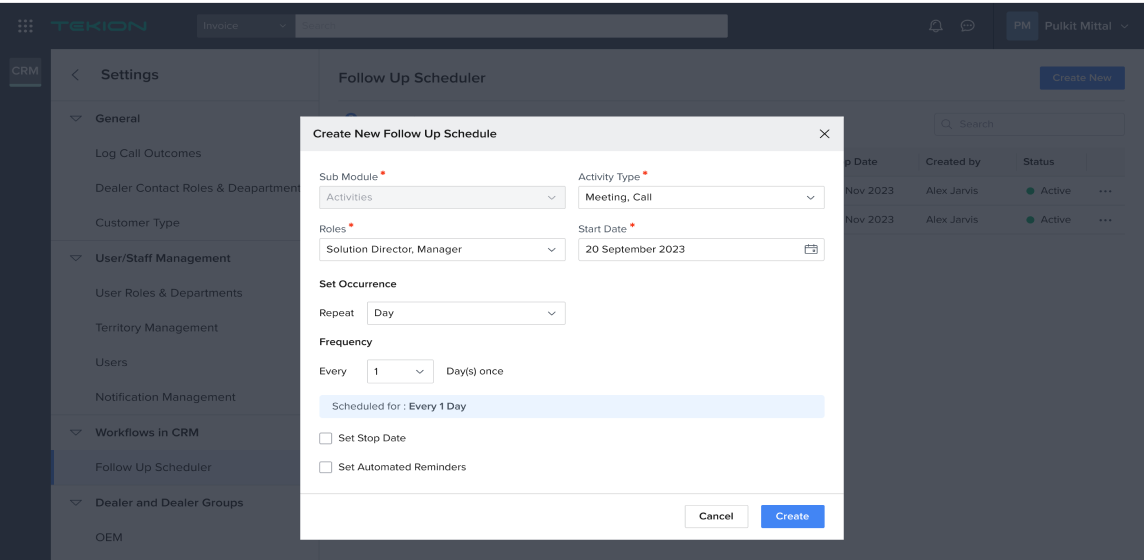 TEKION
Invoice
Search
PM Pulkit Mittal
CRM
Settings
General
Log Call Outcomes
Dealer Contact Roles & Deapartment
Customer Type
User/Staff Management
User Roles & Departments
Territory Management
Users
Notification Management
Workflows in CRM
Follow Up Scheduler
Dealer and Dealer Groups
OEM
Follow Up Scheduler
Create New
Search
p Date Created by Status
Nov 2023 Alex Jarvis Active
Nov 2023 Alex Jarvis Active
Create New Follow Up Schedule
Sub Module * Activity Type *
Activities Meeting, Call
Roles * Start Date *
Solution Director, Manager 20 September 2023
Set Occurrence
Repeat Day
Frequency
Every 1 Day(s) once
Scheduled for : Every 1 Day
Set Stop Date
Set Automated Reminders
Cancel Create